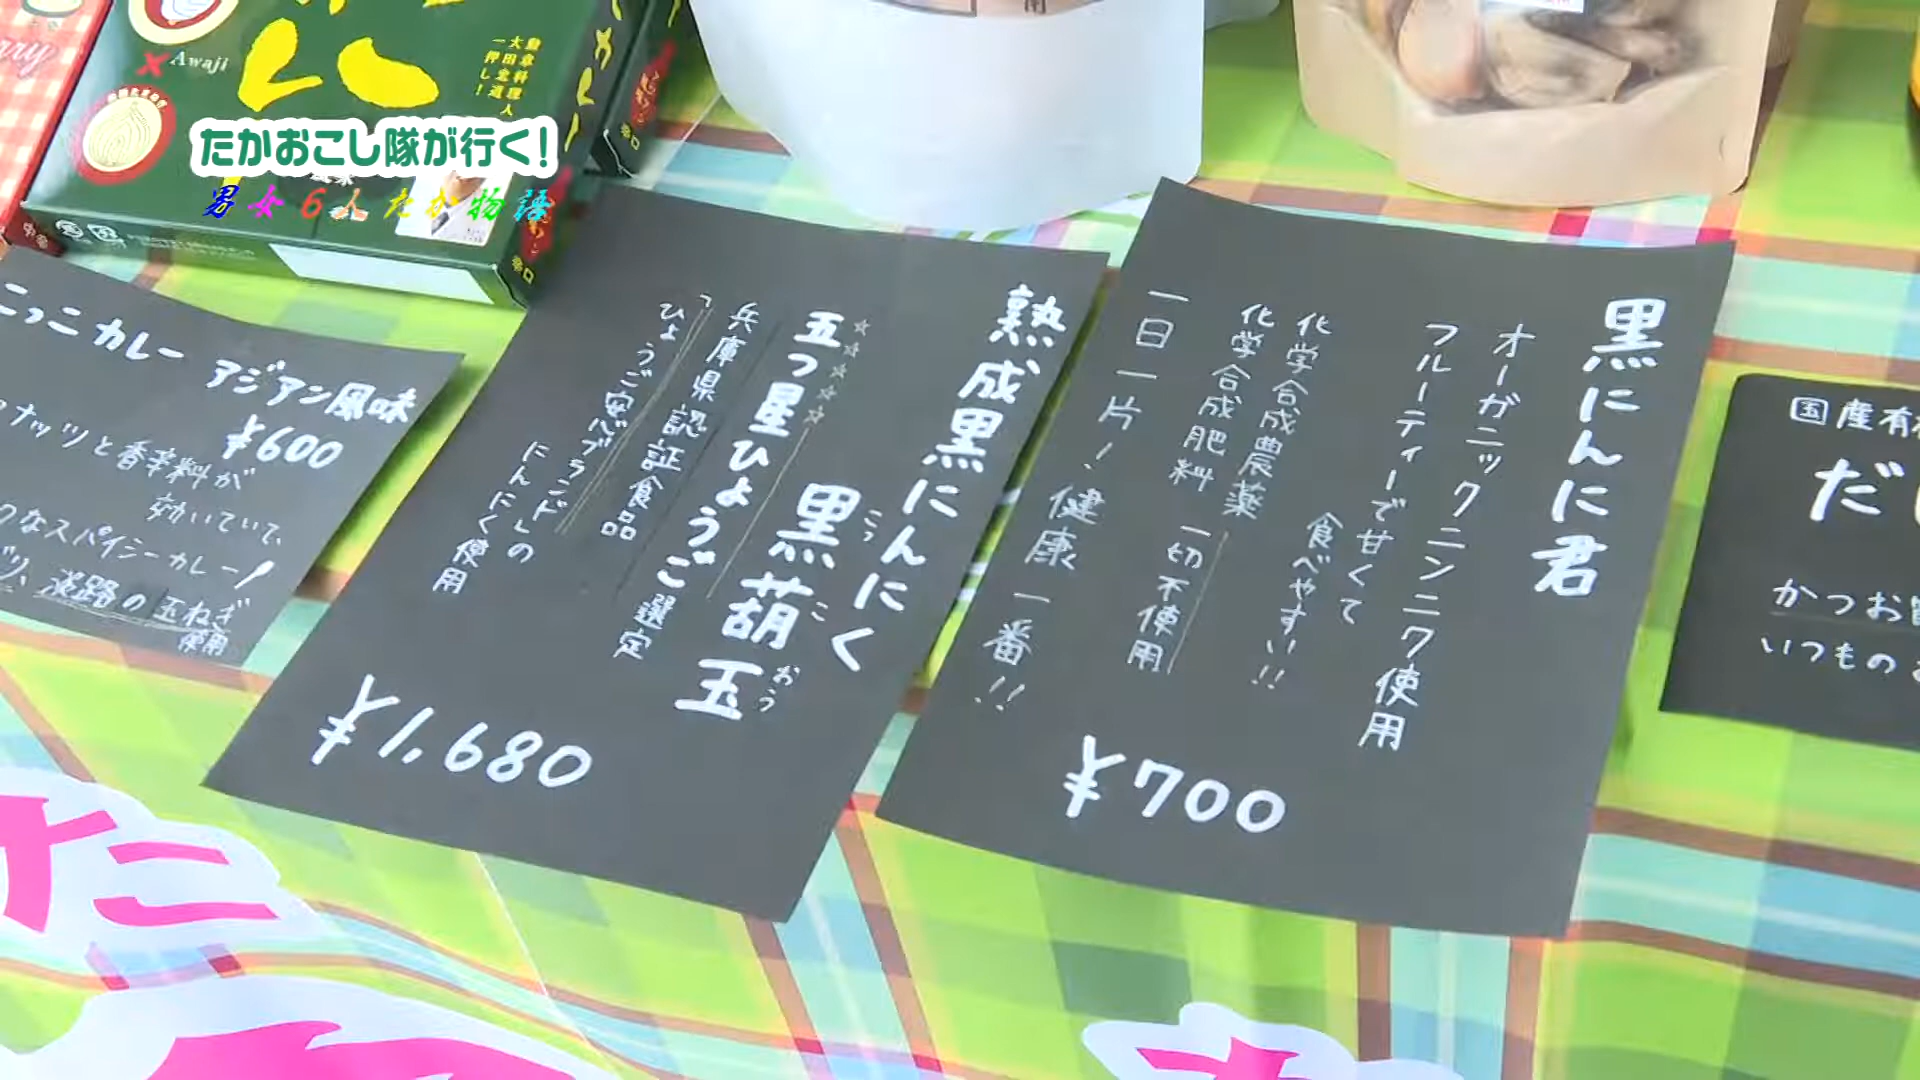 たかおこし隊が行く!
男女6人たか物語
Awaji
こっこカレー アジアン風味
¥600
ナッツと香辛料が
効いていて、
なスパイシーカレー!
淡路の玉ねぎ
使用
熟成黒にんにく
黒葫玉
こっ こ おう
☆☆☆☆☆
五つ星ひょうご選定
兵庫県認証食品
「ひょうご安心ブランド」の
にんにく使用
¥1,680
黒にんに君
オーガニックニンニク使用
フルーティーで甘くて
食べやすい!!
化学合成農薬
化学合成肥料 一切不使用
一日一片!健康一番!!
¥700
国産有
だ
かつお
いつもの